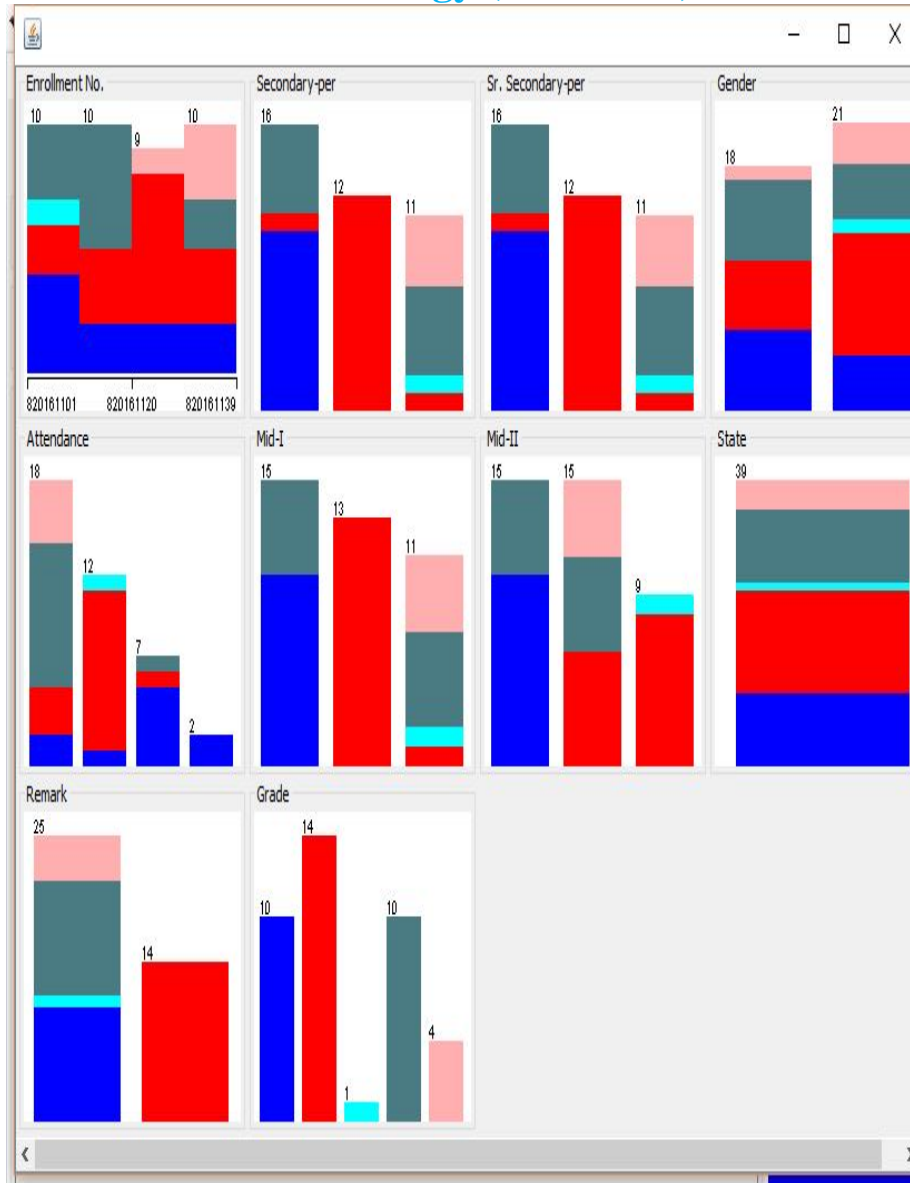 Enrollment No.
10 10 9 10
820161101 820161120 820161139
Secondary-per
16 12 11
Sr. Secondary-per
16 12 11
Gender
18 21
Attendance
18 12 7 2
Mid-I
15 13 11
Mid-II
15 15 9
State
39
Remark
25 14
Grade
10 14 1 10 4